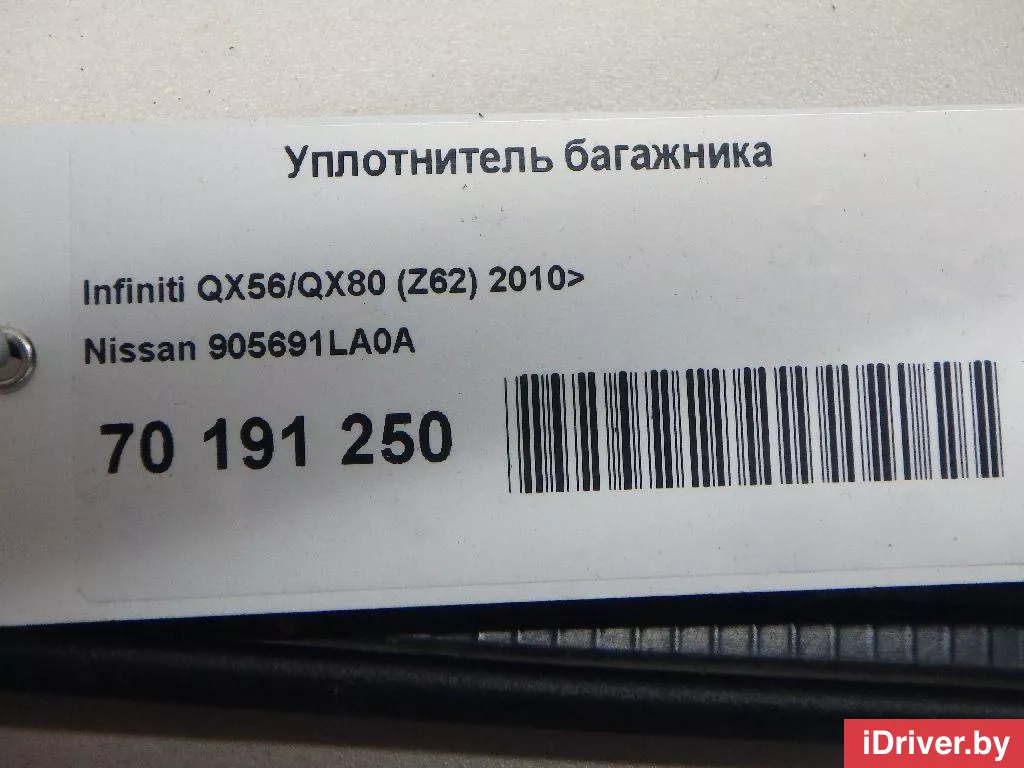 Уплотнитель багажника
Infiniti QX56/QX80 (Z62) 2010>
Nissan 905691LA0A
70 191 250
iDriver.by